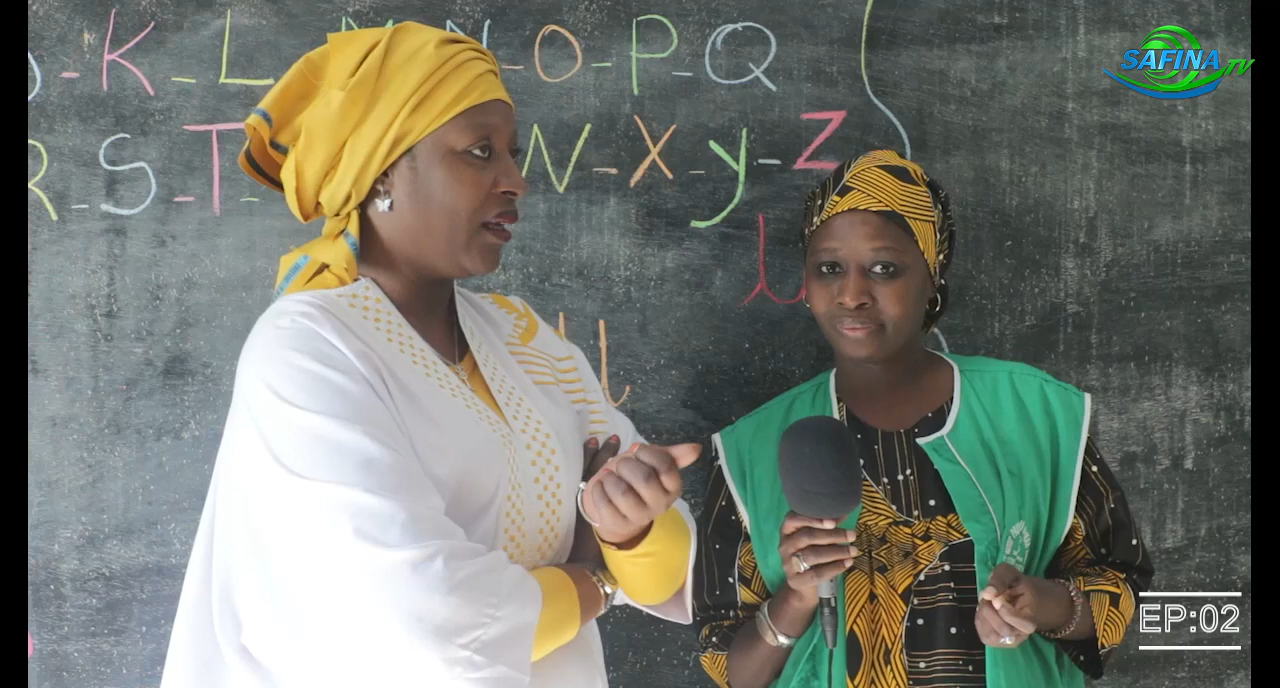 K - L M N - O - P - Q
R - S - T - W - X - y - Z
SAFINA TV
EP:02